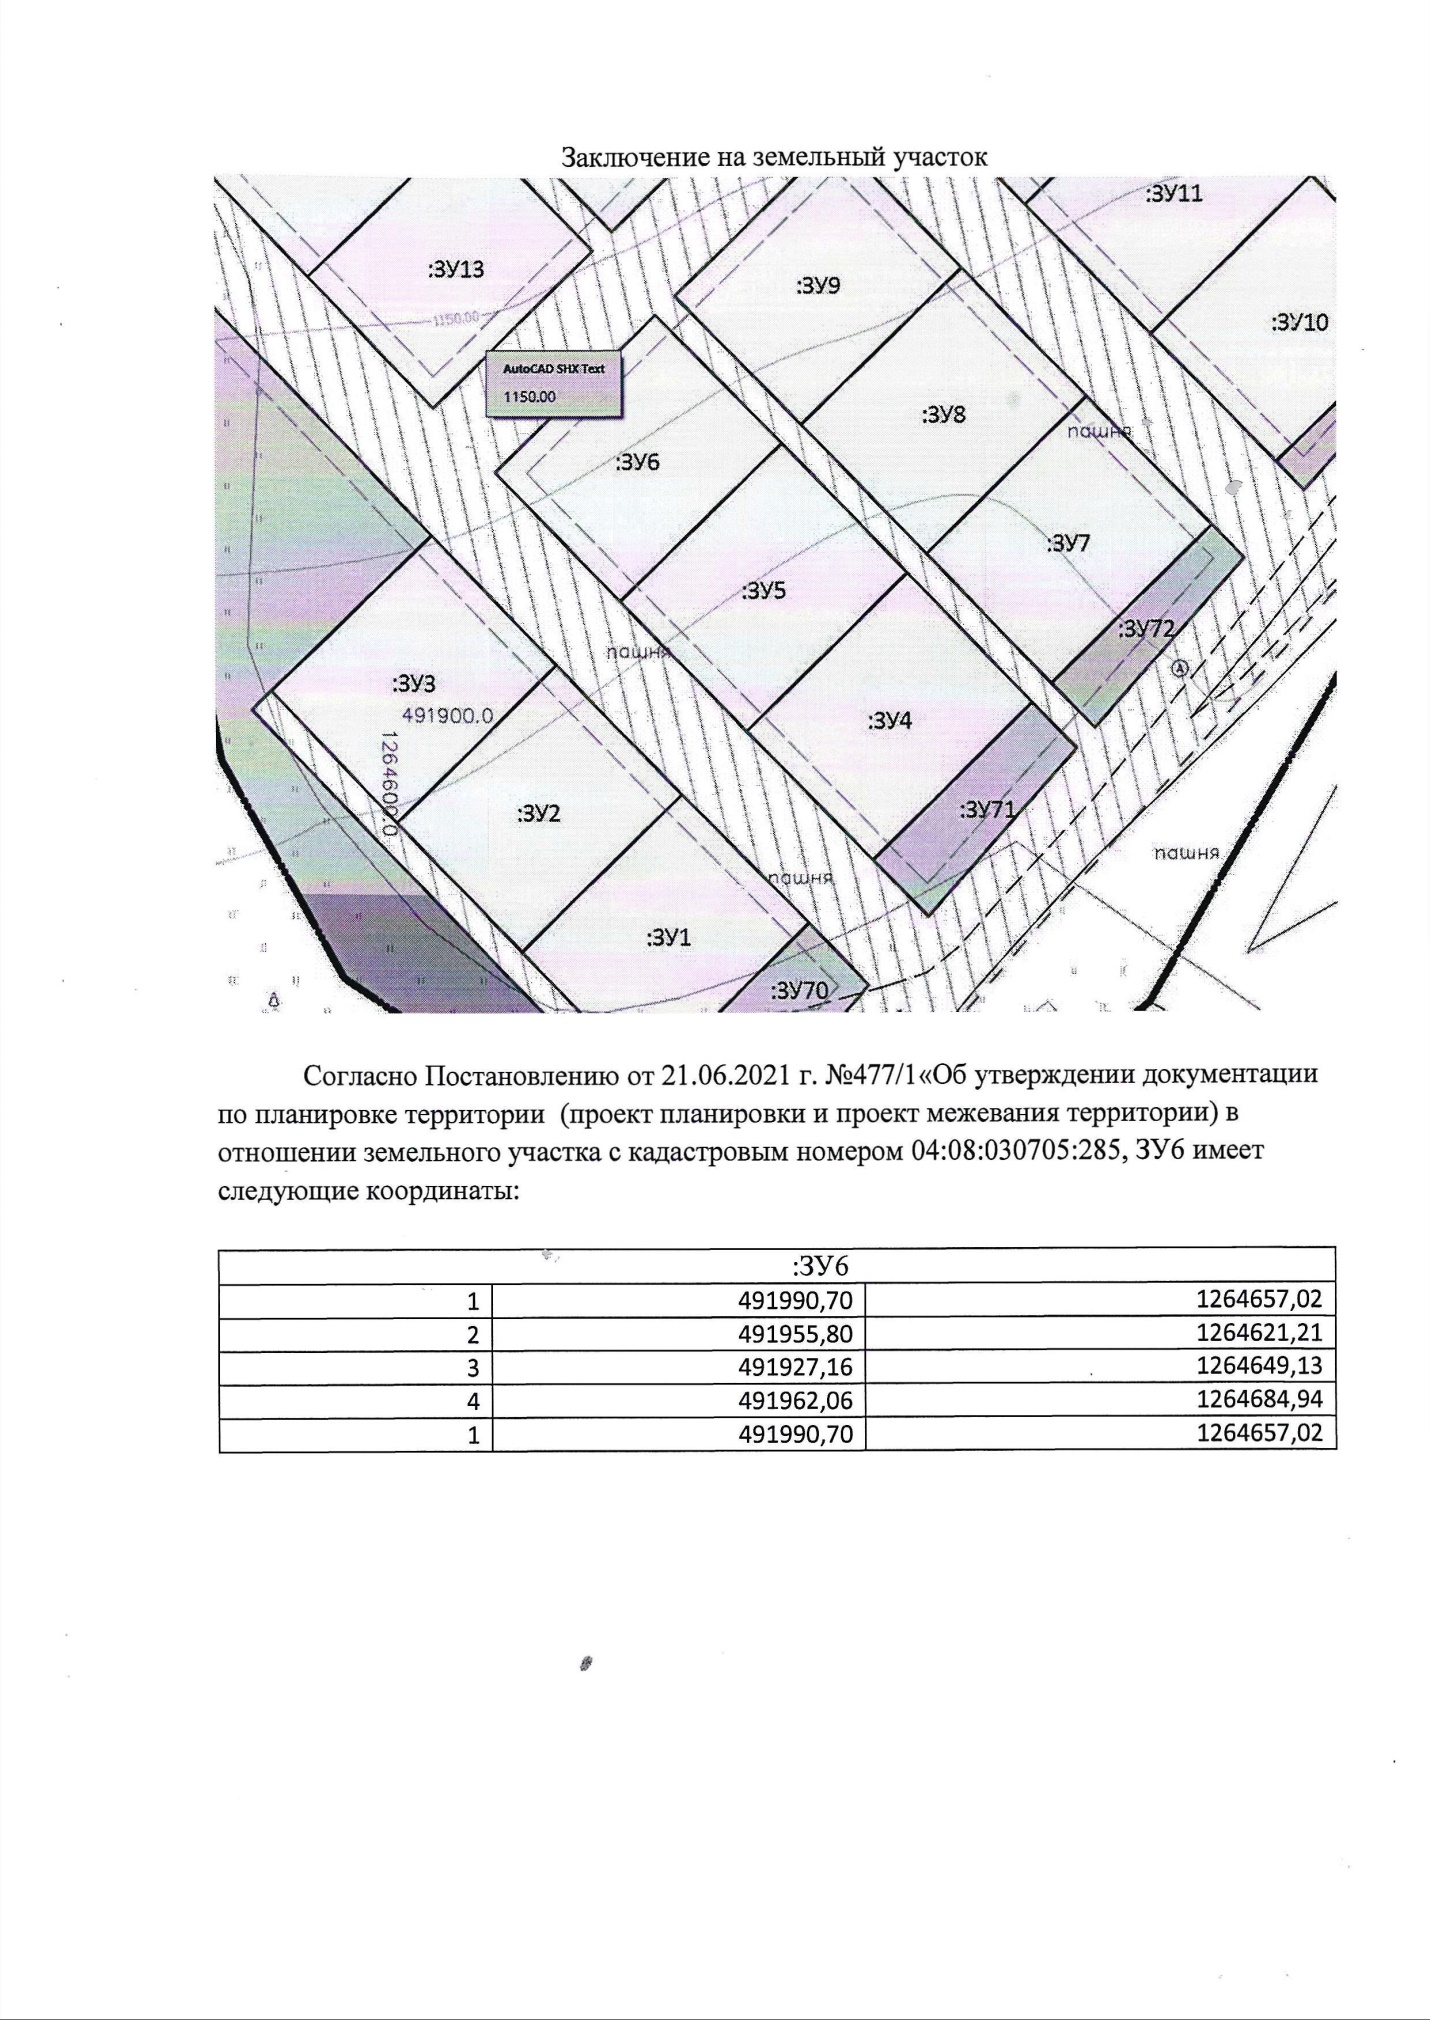 Заключение на земельный участок
:ЗУ11
:ЗУ13
:ЗУ9
1150.00
:ЗУ10
AutoCAD SHX Text
1150.00
:ЗУ8
пашня
:ЗУ6
:ЗУ7
:ЗУ5
:ЗУ72
пашня
:ЗУ3
491900.0
1264600.0
:ЗУ4
:ЗУ2
:ЗУ71
пашня
пашня
:ЗУ1
:ЗУ70
Согласно Постановлению от 21.06.2021 г. №477/1«Об утверждении документации
по планировке территории (проект планировки и проект межевания территории) в
отношении земельного участка с кадастровым номером 04:08:030705:285, ЗУ6 имеет
следующие координаты:
:ЗУ6
1 491990,70 1264657,02
2 491955,80 1264621,21
3 491927,16 1264649,13
4 491962,06 1264684,94
1 491990,70 1264657,02